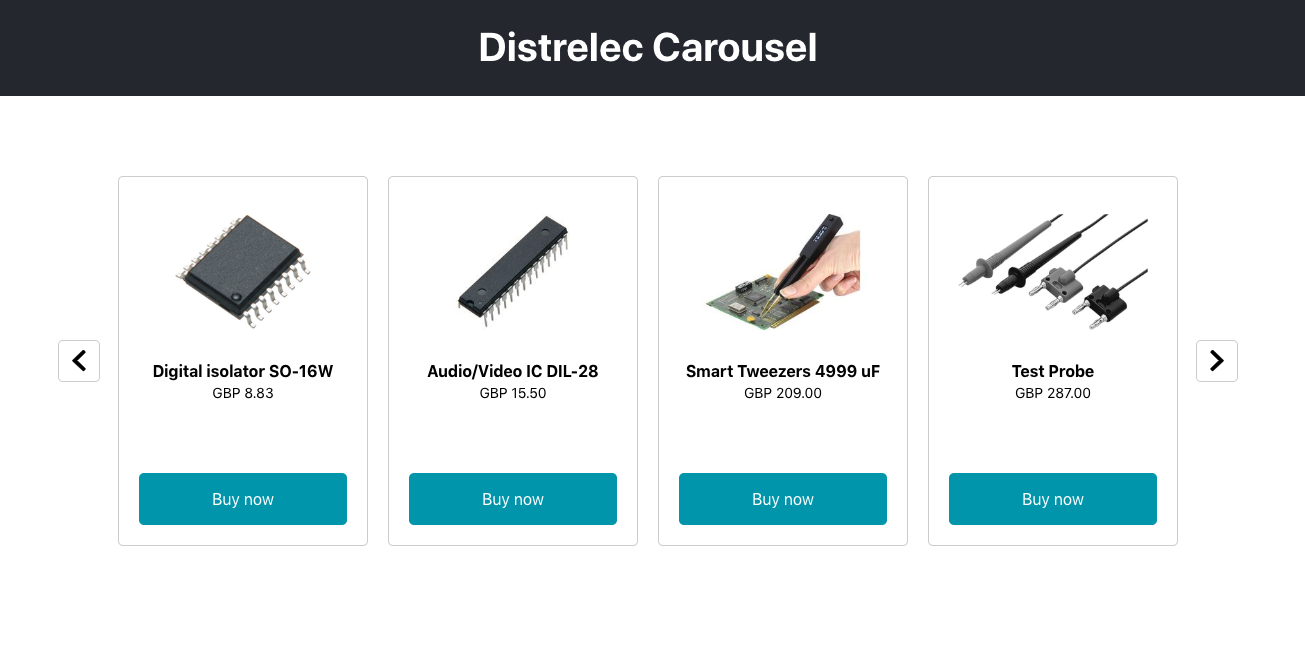 Distrelec Carousel
Digital isolator SO-16W
GBP 8.83
Buy now
Audio/Video IC DIL-28
GBP 15.50
Buy now
Smart Tweezers 4999 uF
GBP 209.00
Buy now
Test Probe
GBP 287.00
Buy now